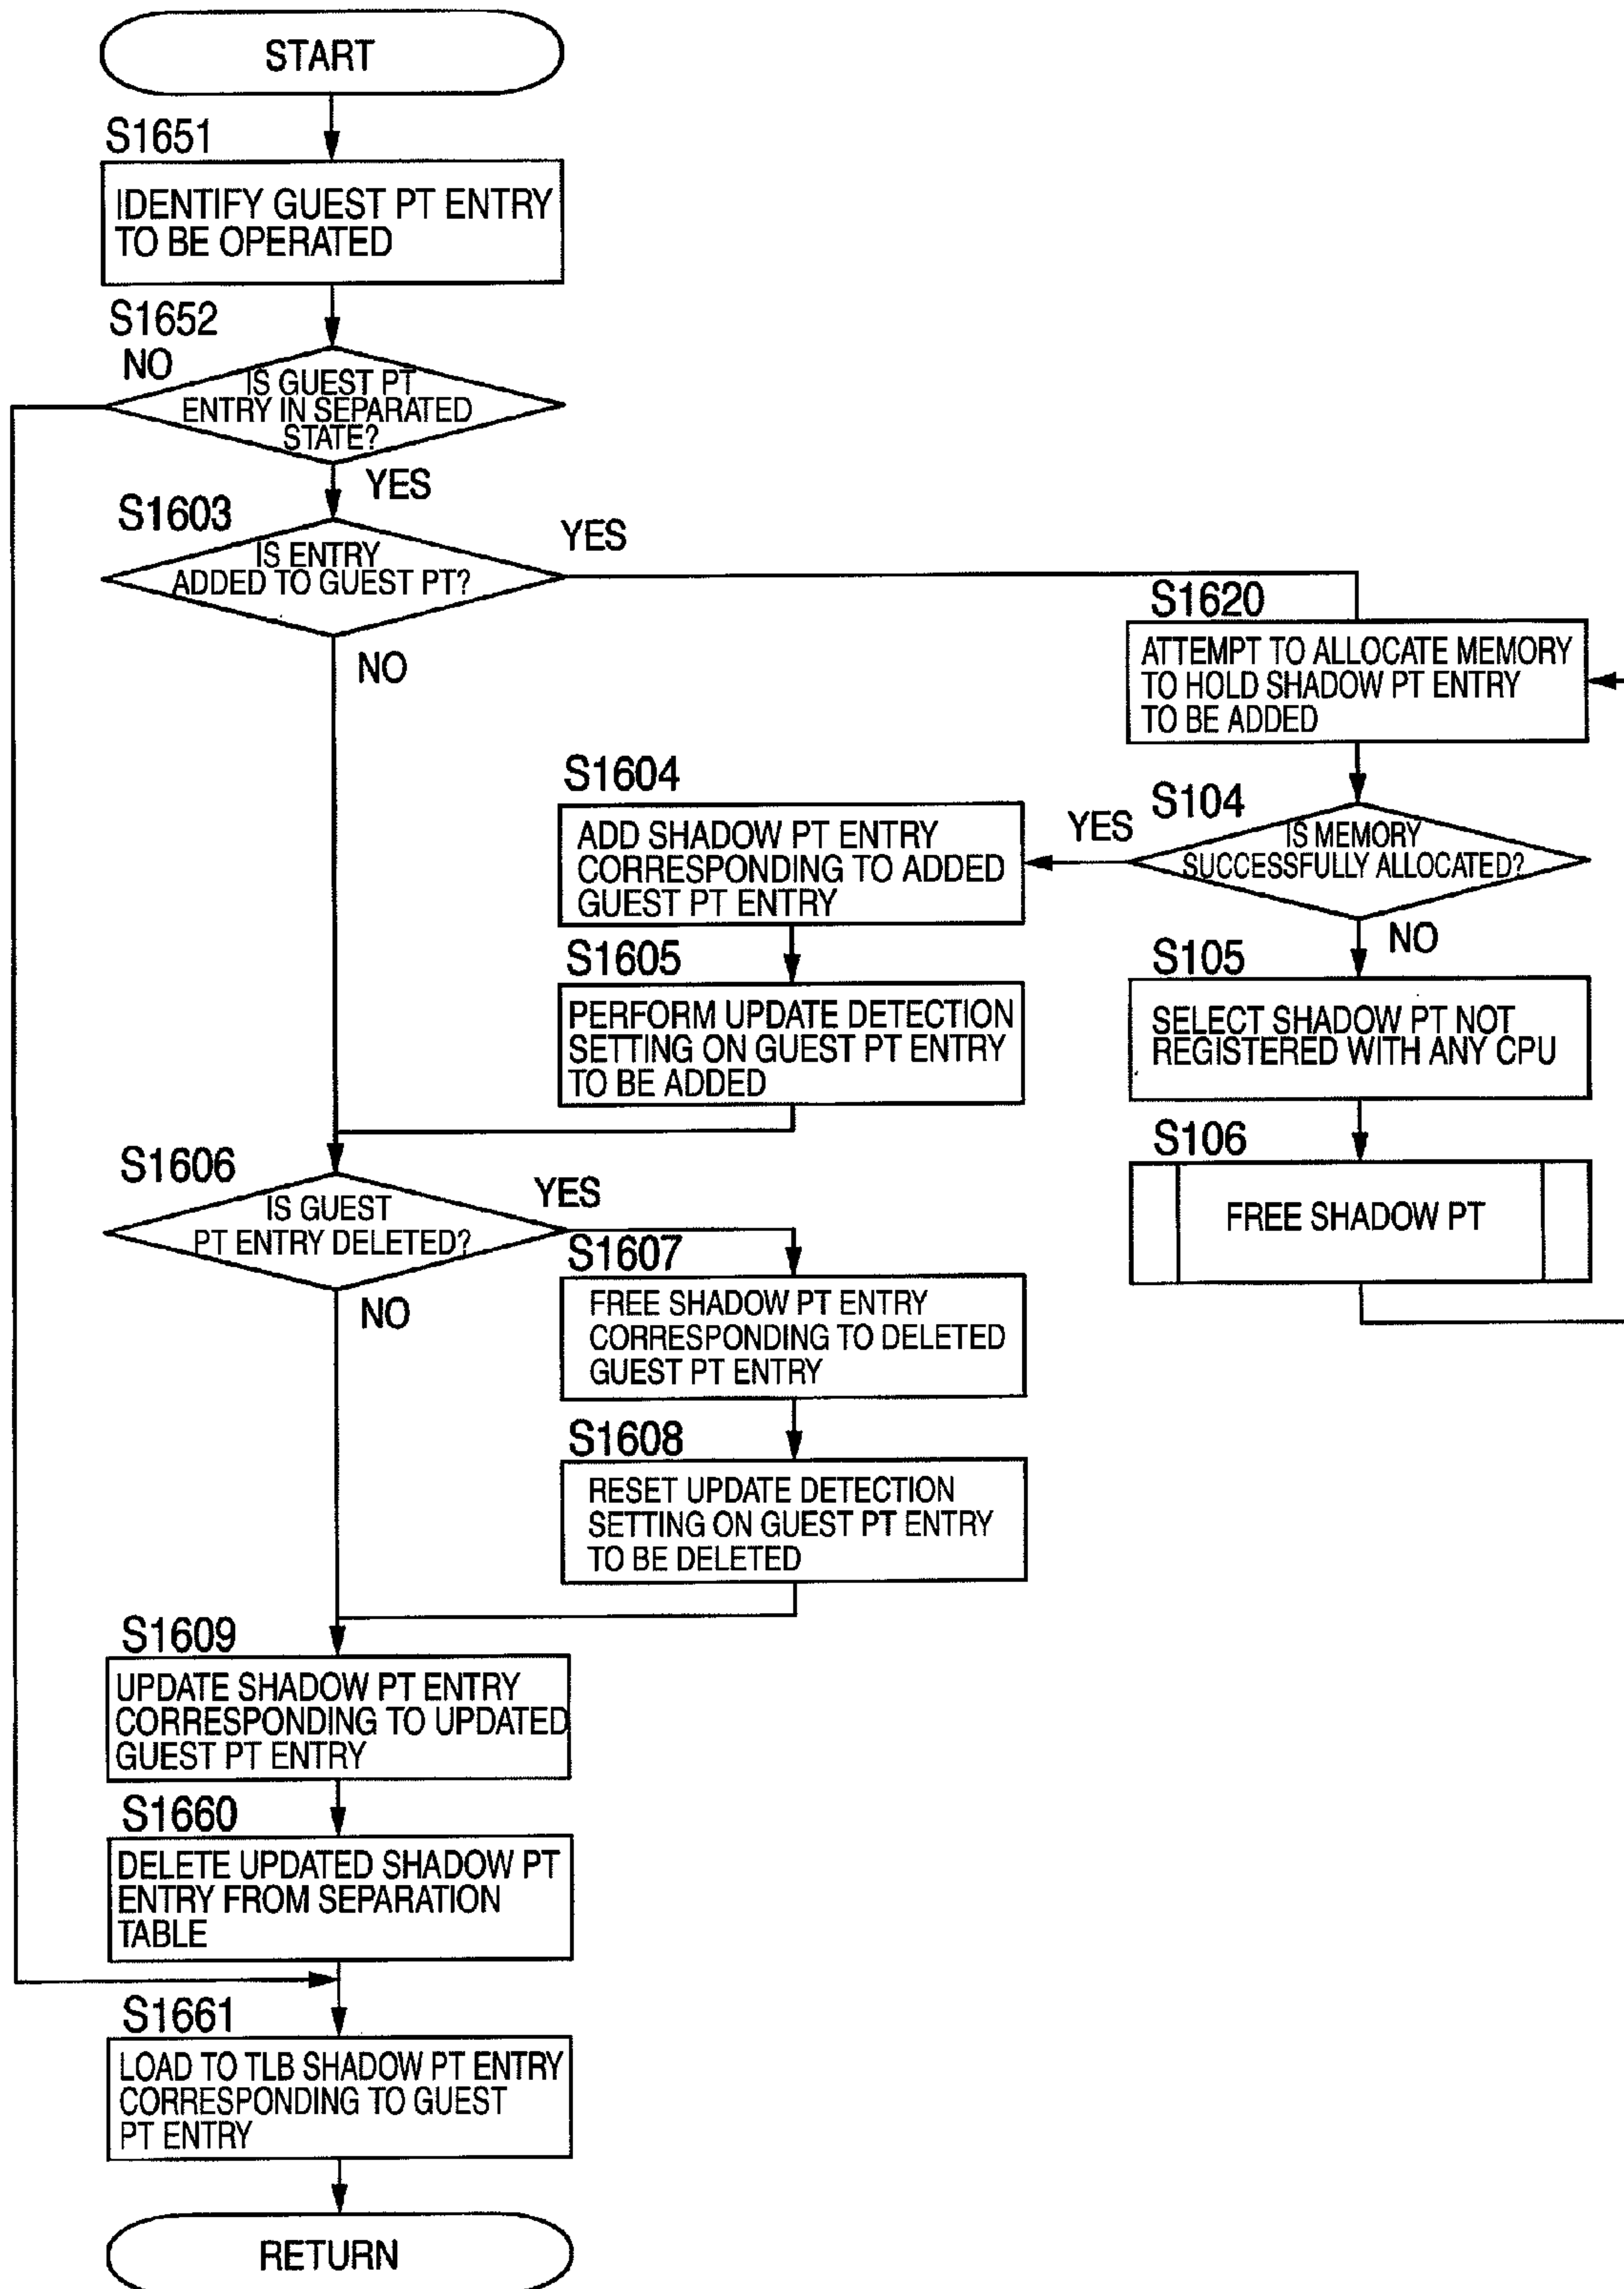 START
S1651
IDENTIFY GUEST PT ENTRY
TO BE OPERATED
S1652
NO
IS GUEST PT
ENTRY IN SEPARATED
STATE?
YES
S1603
IS ENTRY
ADDED TO GUEST PT?
YES
NO
S1620
ATTEMPT TO ALLOCATE MEMORY
TO HOLD SHADOW PT ENTRY
TO BE ADDED
S104
IS MEMORY
SUCCESSFULLY ALLOCATED?
YES
NO
S1604
ADD SHADOW PT ENTRY
CORRESPONDING TO ADDED
GUEST PT ENTRY
S1605
PERFORM UPDATE DETECTION
SETTING ON GUEST PT ENTRY
TO BE ADDED
S105
SELECT SHADOW PT NOT
REGISTERED WITH ANY CPU
S106
FREE SHADOW PT
S1606
IS GUEST
PT ENTRY DELETED?
YES
NO
S1607
FREE SHADOW PT ENTRY
CORRESPONDING TO DELETED
GUEST PT ENTRY
S1608
RESET UPDATE DETECTION
SETTING ON GUEST PT ENTRY
TO BE DELETED
S1609
UPDATE SHADOW PT ENTRY
CORRESPONDING TO UPDATED
GUEST PT ENTRY
S1660
DELETE UPDATED SHADOW PT
ENTRY FROM SEPARATION
TABLE
S1661
LOAD TO TLB SHADOW PT ENTRY
CORRESPONDING TO GUEST
PT ENTRY
RETURN